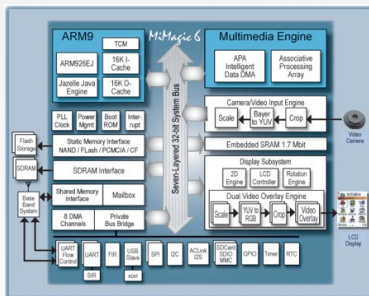 ARM9
MiMagic 6
Multimedia Engine
TCM
ARM926EJ
16K I-
Cache
Jazelle Java
Engine
16K D-
Cache
APA
Intelligent
Data DMA
Associative
Processing
Array
Seven-Layered 32-bit System Bus
PLL
Clock
Power
Mgmt
Boot
ROM
Inter-
rupt
Camera/Video Input Engine
Scale
Bayer
to YUV
Crop
Video
Camera
Flash
Storage
Static Memory Interface
NAND / FLash / PCMCIA / CF
Embedded SRAM 1.7 Mbit
SDRAM
SDRAM Interface
Display Subsystem
2D
Engine
LCD
Controller
Rotation
Engine
Shared Memory
Interface
Mailbox
Base
Band
System
Dual Video Overlay Engine
Scale
YUV to
RGB
Crop
Video
Overlay
8 DMA
Channels
Private
Bus Bridge
LCD
Display
UART
Flow
Control
UART
FIR
USB
Slave
SPI
I2C
ACLink
I2S
SDCard
SDIO
MMC
GPIO
Timer
RTC
SIR
xcvr